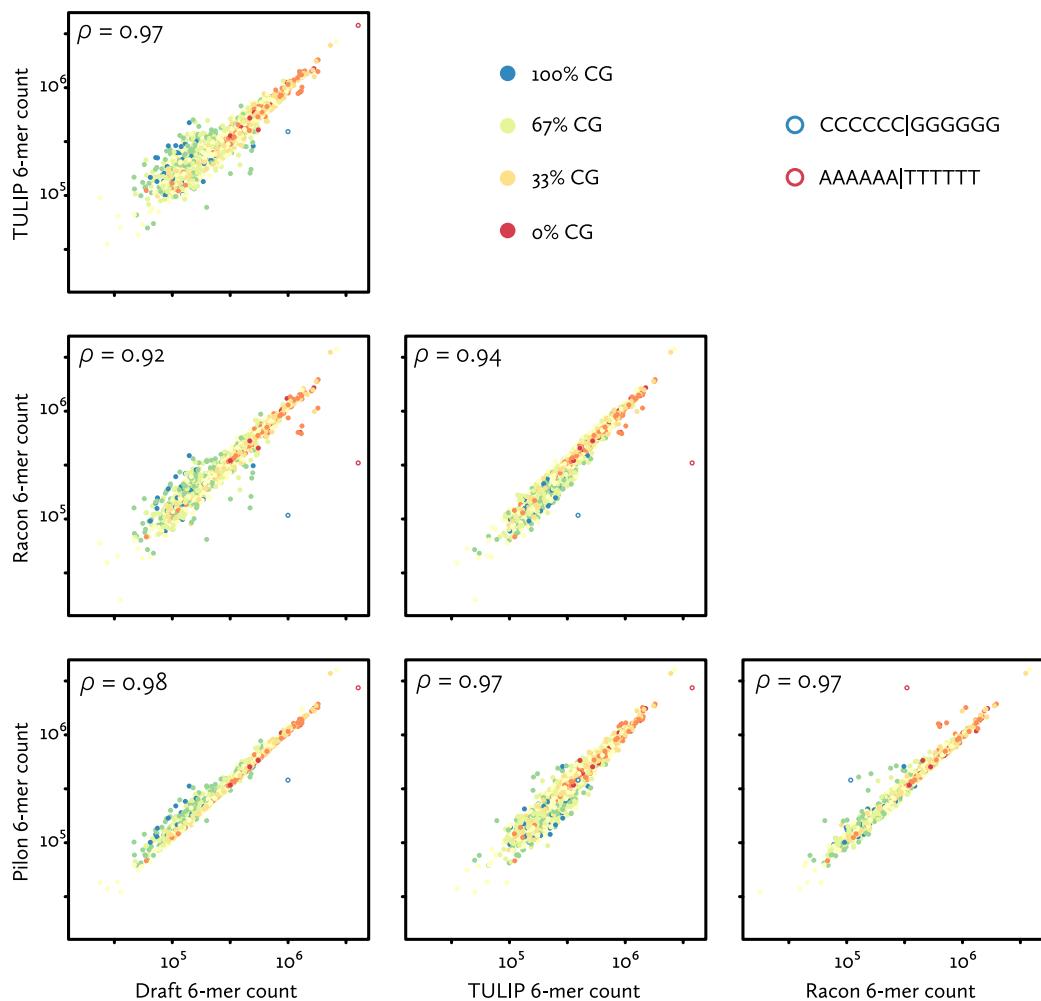 ρ = 0.97
10⁶
10⁵
TULIP 6-mer count
100% CG
67% CG
33% CG
0% CG
CCCCCC|GGGGGG
AAAAAA|TTTTTT
ρ = 0.92
10⁶
10⁵
Racon 6-mer count
ρ = 0.94
ρ = 0.98
10⁶
10⁵
Pilon 6-mer count
ρ = 0.97
ρ = 0.97
10⁵ 10⁶
Draft 6-mer count
10⁵ 10⁶
TULIP 6-mer count
10⁵ 10⁶
Racon 6-mer count